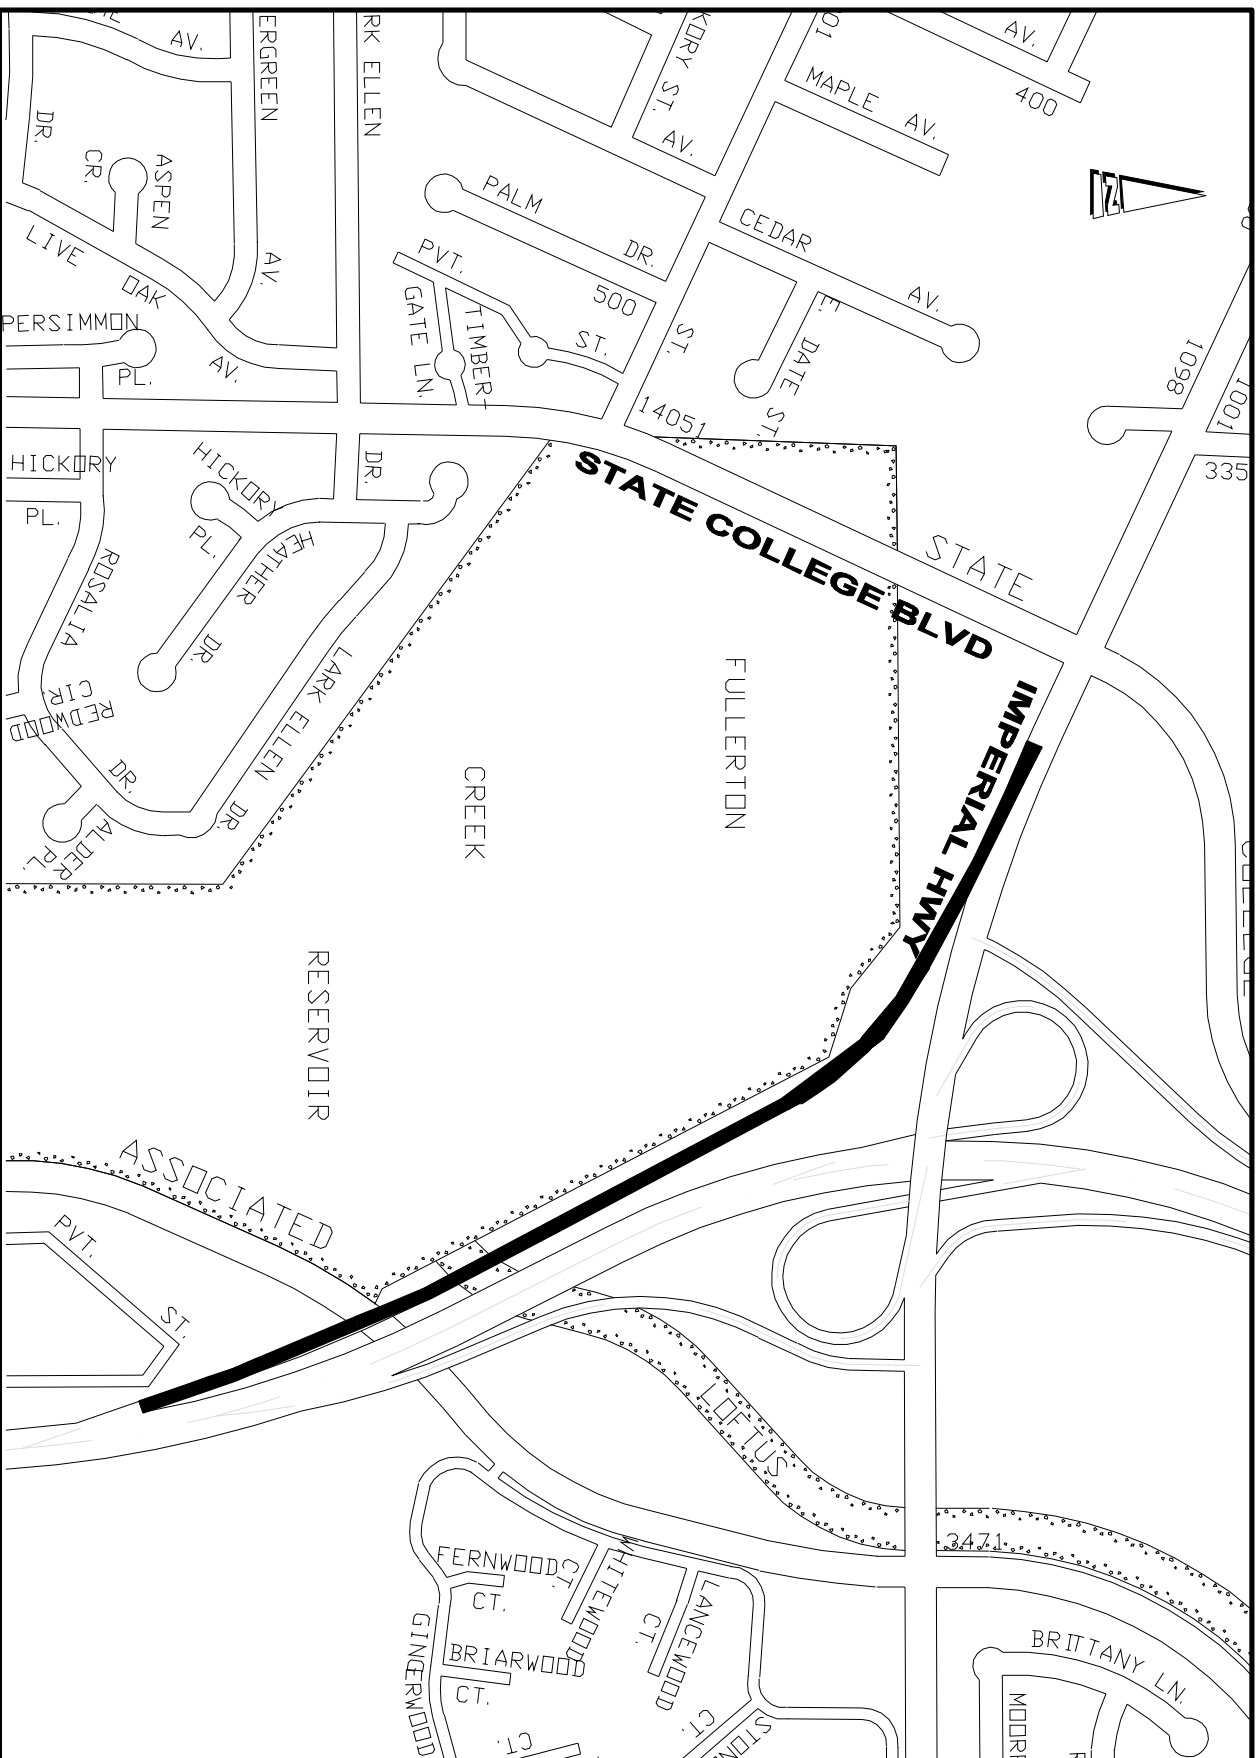 AV.
ERGREEN
RK ELLEN
KORY ST.
AV.
AV.
400
MAPLE AV.
DR.
ASPEN
CR.
PALM DR.
CEDAR AV.
LIVE OAK
AV.
AV.
PVT. ST.
500
GATE LN.
TIMBER-
ST.
E. DATE ST.
PERSIMMON
PL.
1098
1001
335
14051
HICKORY
PL.
HICKORY
PL.
DR.
HEATHER DR.
ROSALIA
DR.
REDWOOD
CIR.
LARK ELLEN DR.
ALDER
PL.
STATE COLLEGE BLVD
STATE
IMPERIAL HWY
FULLERTON
CREEK
RESERVOIR
ASSOCIATED
PVT.
ST.
LOFTUS
3471
FERNWOOD
CT.
WHITEWOOD
CT.
LANCEWOOD
CT.
BRIARWOOD
CT.
GINGERWOOD
CT.
CT.
STON
BRITTANY LN.
MOOR
N